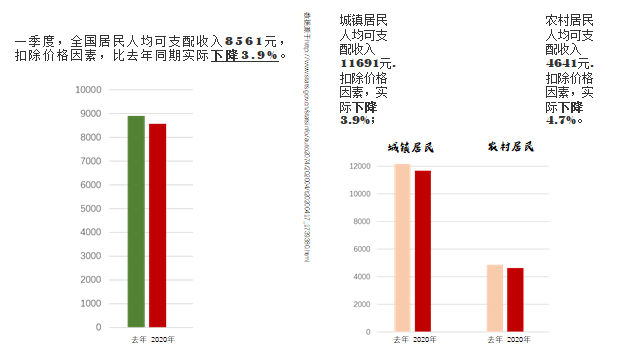 一季度，全国居民人均可支配收入8561元，
扣除价格因素，比去年同期实际下降3.9%。
10000
9000
8000
7000
6000
5000
4000
3000
2000
1000
0
去年 2020年
城镇居民
人均可支
配收入
11691元.
扣除价格
因素，实
际下降
3.9%；
农村居民
人均可支
配收入
4641元.
扣除价格
因素，实
际下降
4.7%。
城镇居民 农村居民
12000
10000
8000
6000
4000
2000
0
去年 2020年 去年 2020年